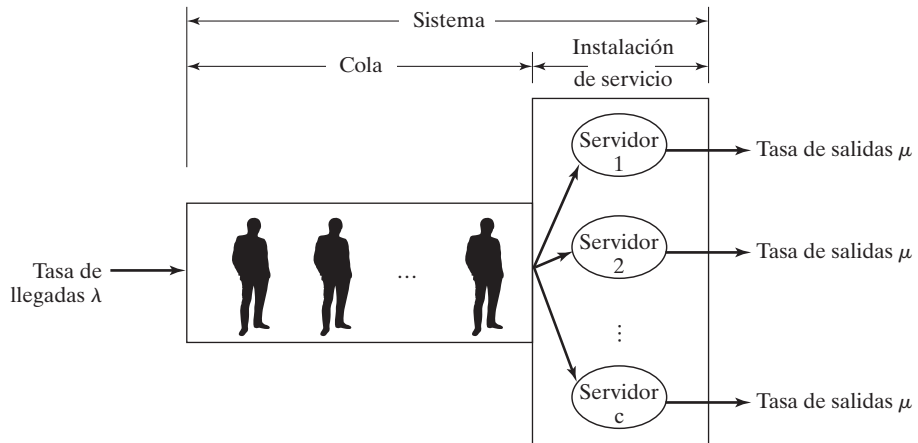 Sistema
Cola
Instalación
de servicio
Servidor
1
Tasa de salidas μ
Servidor
2
Tasa de salidas μ
Tasa de
llegadas λ
...
⋮
Servidor
c
Tasa de salidas μ